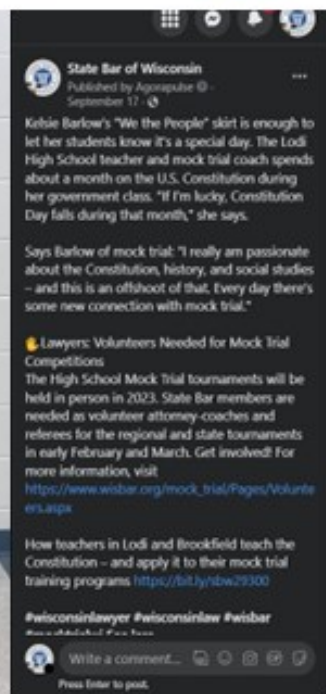 State Bar of Wisconsin
Published by Agorapulse
September 17
Kelsie Barlow's "We the People" skirt is enough to
let her students know it's a special day. The Lodi
High School teacher and mock trial coach spends
about a month on the U.S. Constitution during
her government class. "If I'm lucky, Constitution
Day falls during that month," she says.
Says Barlow of mock trial: "I really am passionate
about the Constitution, history, and social studies
– and this is an offshoot of that. Every day there's
some new connection with mock trial."
Lawyers: Volunteers Needed for Mock Trial
Competitions
The High School Mock Trial tournaments will be
held in person in 2023. State Bar members are
needed as volunteer attorney-coaches and
referees for the regional and state tournaments
in early February and March. Get involved! For
more information, visit
https://www.wisbar.org/mock_trial/Pages/Volunte
ers.aspx
How teachers in Lodi and Brookfield teach the
Constitution – and apply it to their mock trial
training programs https://bit.ly/sbw29300
#wisconsinlawyer #wisconsinlaw #wisbar
Write a comment...
Press Enter to post.